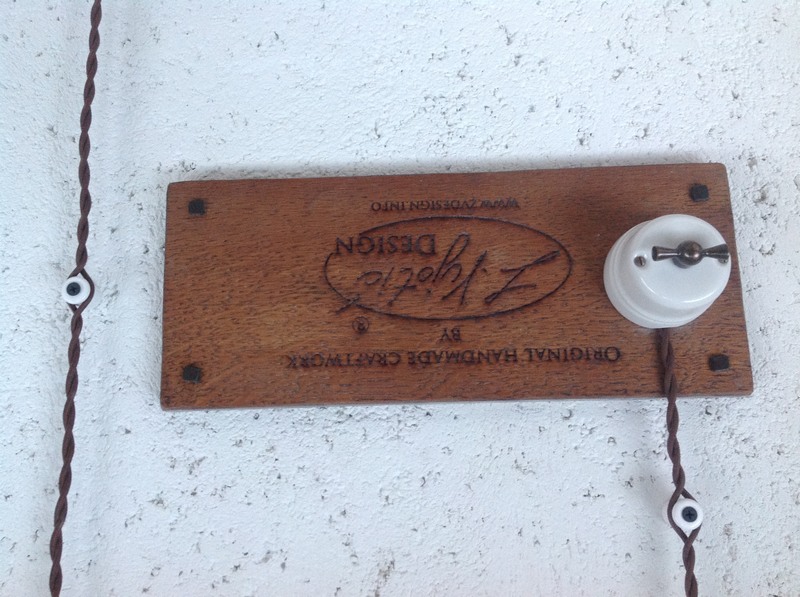 ORIGINAL HANDMADE CRAFTWORK
BY
®
DESIGN
WWW.ZVDESIGN.INFO